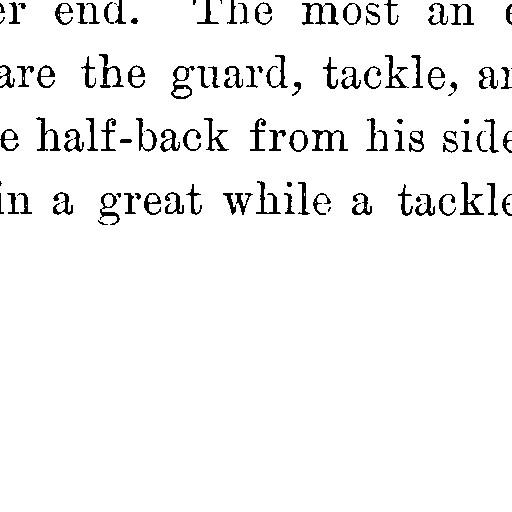 er end. The most an e
are the guard, tackle, an
e half-back from his side
in a great while a tackle